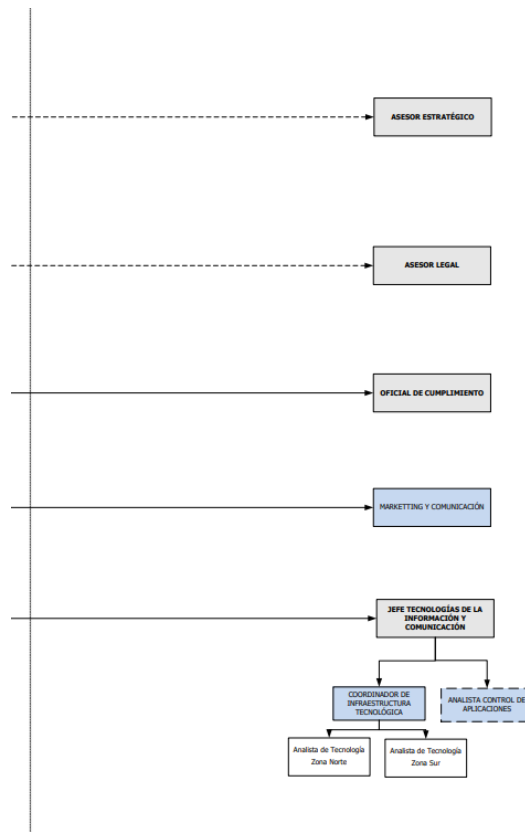 ASESOR ESTRATÉGICO
ASESOR LEGAL
OFICIAL DE CUMPLIMIENTO
MARKETTING Y COMUNICACIÓN
JEFE TECNOLOGÍAS DE LA
INFORMACIÓN Y
COMUNICACIÓN
COORDINADOR DE
INFRAESTRUCTURA
TECNOLÓGICA
ANALISTA CONTROL DE
APLICACIONES
Analista de Tecnología
Zona Norte
Analista de Tecnología
Zona Sur